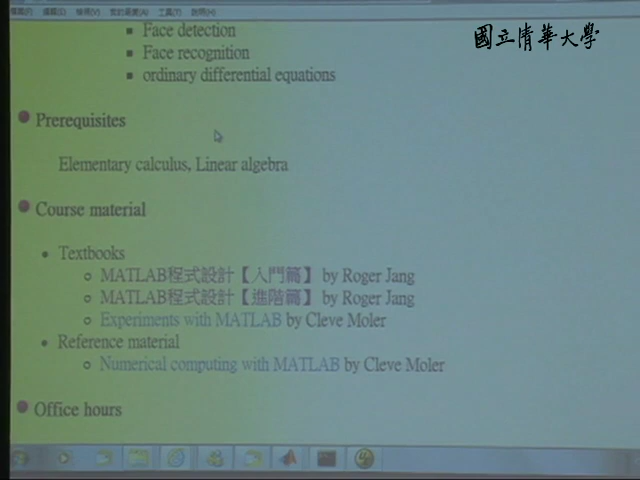 國立清華大學
Face detection
Face recognition
ordinary differential equations
Prerequisites
Elementary calculus, Linear algebra
Course material
Textbooks
MATLAB程式設計【入門篇】 by Roger Jang
MATLAB程式設計【進階篇】 by Roger Jang
Experiments with MATLAB by Cleve Moler
Reference material
Numerical computing with MATLAB by Cleve Moler
Office hours